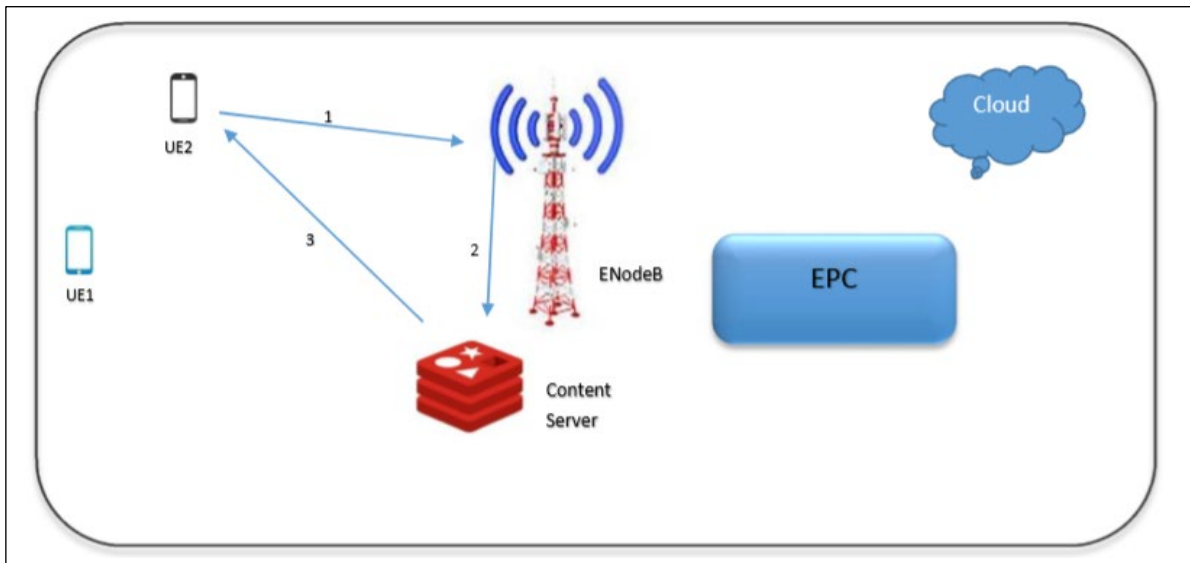 Cloud
1
UE2
3
2
ENodeB
EPC
UE1
Content
Server